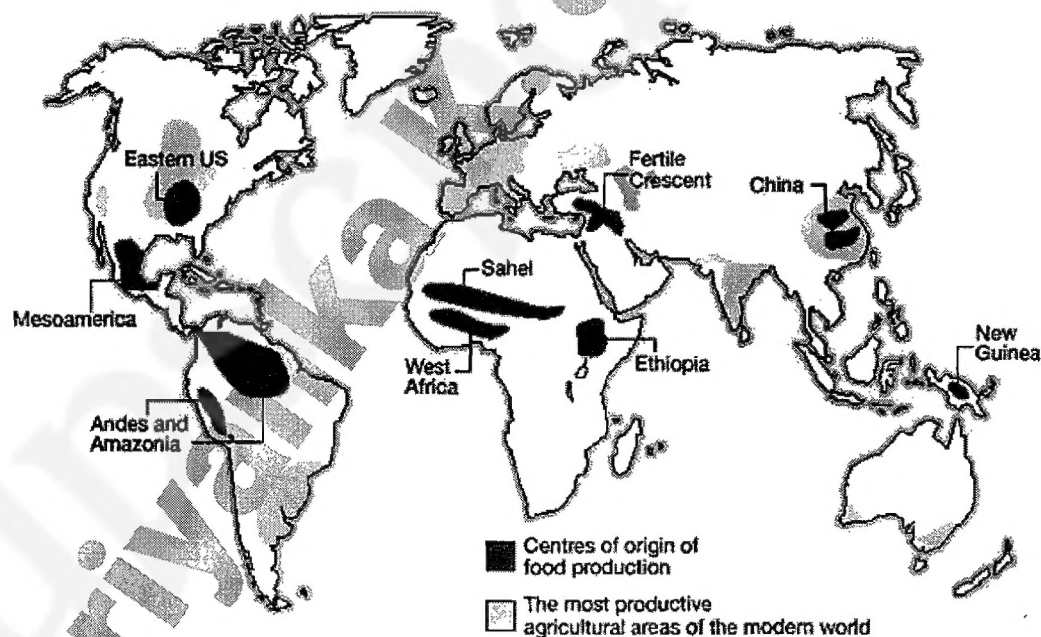 Eastern US
Fertile
Crescent
China
Sahel
Mesoamerica
New
Guinea
West
Africa
Ethiopia
Andes and
Amazonia
Centres of origin of
food production
The most productive
agricultural areas of the modern world